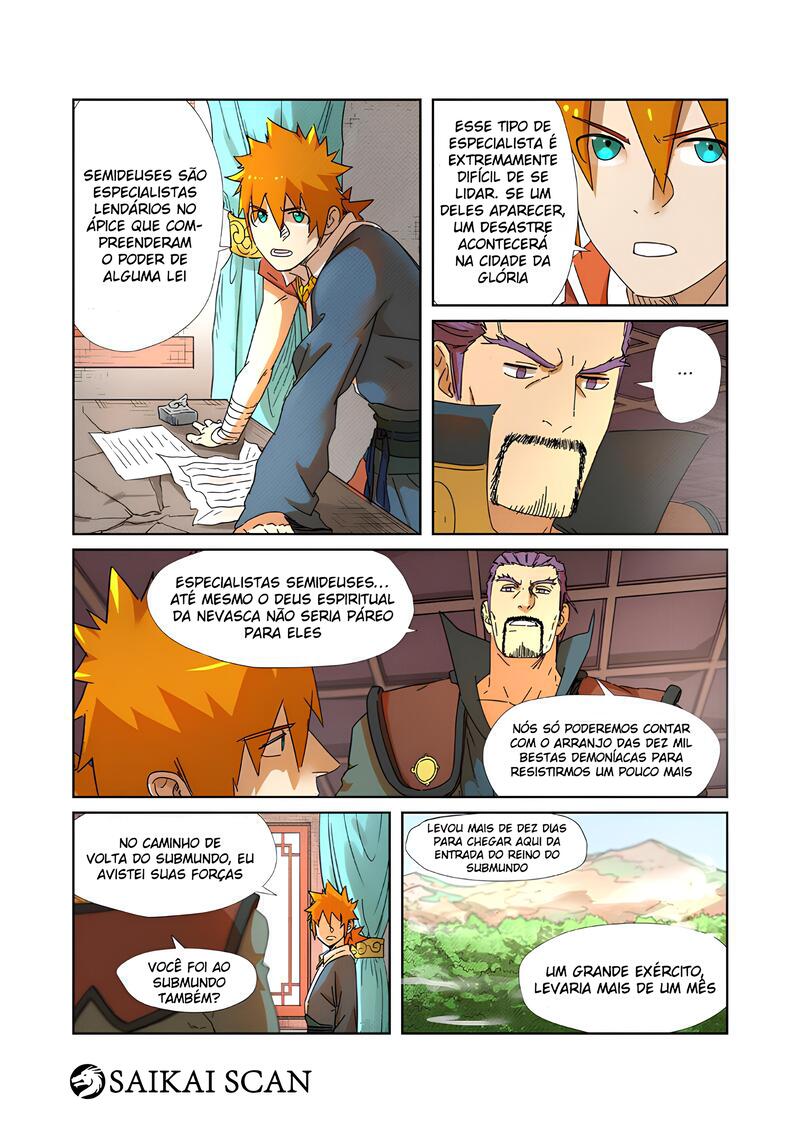 SEMIDEUSES SÃO
ESPECIALISTAS
LENDÁRIOS NO
ÁPICE QUE COM-
PREENDERAM
O PODER DE
ALGUMA LEI
ESSE TIPO DE
ESPECIALISTA É
EXTREMAMENTE
DIFÍCIL DE SE
LIDAR. SE UM
DELES APARECER,
UM DESASTRE
ACONTECERÁ
NA CIDADE DA
GLÓRIA
...
ESPECIALISTAS SEMIDEUSES...
ATÉ MESMO O DEUS ESPIRITUAL
DA NEVASCA NÃO SERIA PÁREO
PARA ELES
NÓS SÓ PODEREMOS CONTAR
COM O ARRANJO DAS DEZ MIL
BESTAS DEMONÍACAS PARA
RESISTIRMOS UM POUCO MAIS
NO CAMINHO DE
VOLTA DO SUBMUNDO, EU
AVISTEI SUAS FORÇAS
VOCÊ FOI AO
SUBMUNDO
TAMBÉM?
LEVOU MAIS DE DEZ DIAS
PARA CHEGAR AQUI DA
ENTRADA DO REINO DO
SUBMUNDO
UM GRANDE EXÉRCITO,
LEVARIA MAIS DE UM MÊS
SAIKAI SCAN